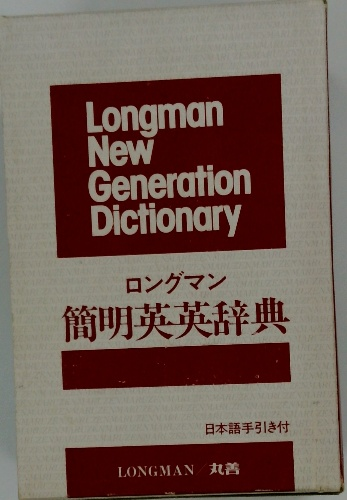 Longman
New
Generation
Dictionary
ロングマン
簡明英英辞典
日本語手引き付
LONGMAN／丸善